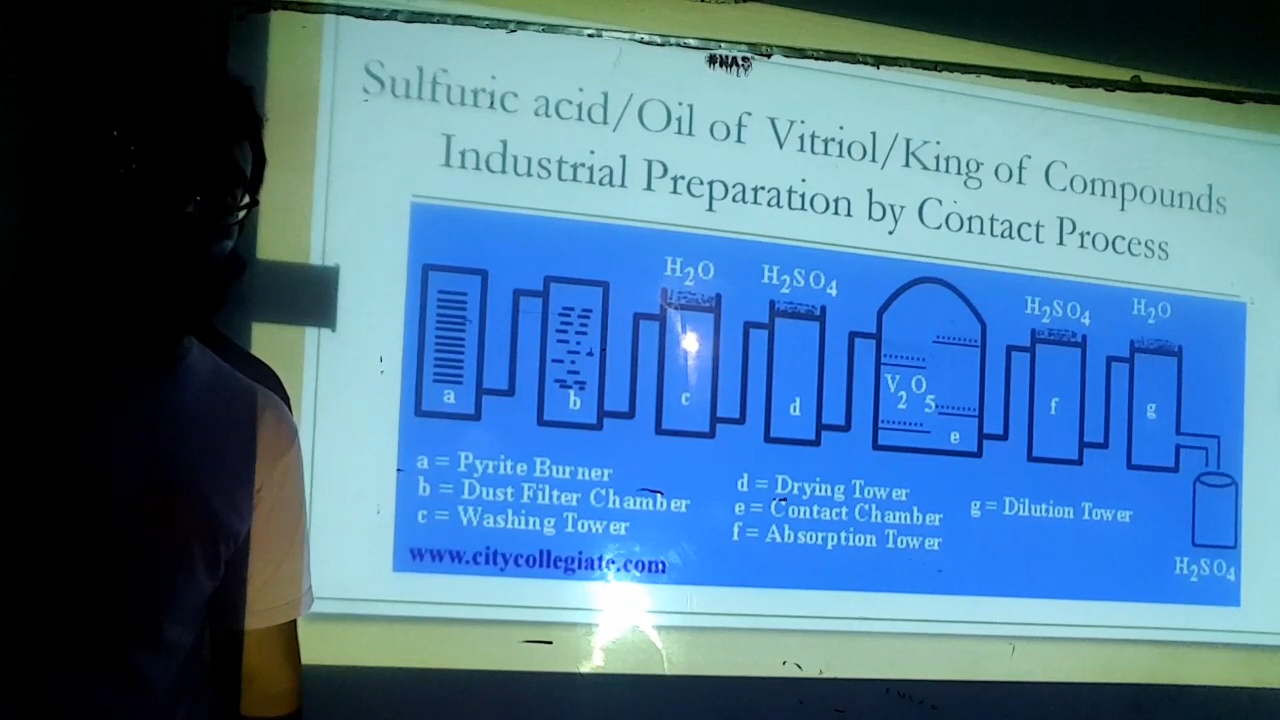 #NAS
Sulfuric acid/Oil of Vitriol/King of Compounds
Industrial Preparation by Contact Process
H₂O H₂SO₄ H₂SO₄ H₂O
V₂O₅
a b c d e f g
a = Pyrite Burner
b = Dust Filter Chamber
c = Washing Tower
d = Drying Tower
e = Contact Chamber
f = Absorption Tower
g = Dilution Tower
www.citycollegiate.com
H₂SO₄